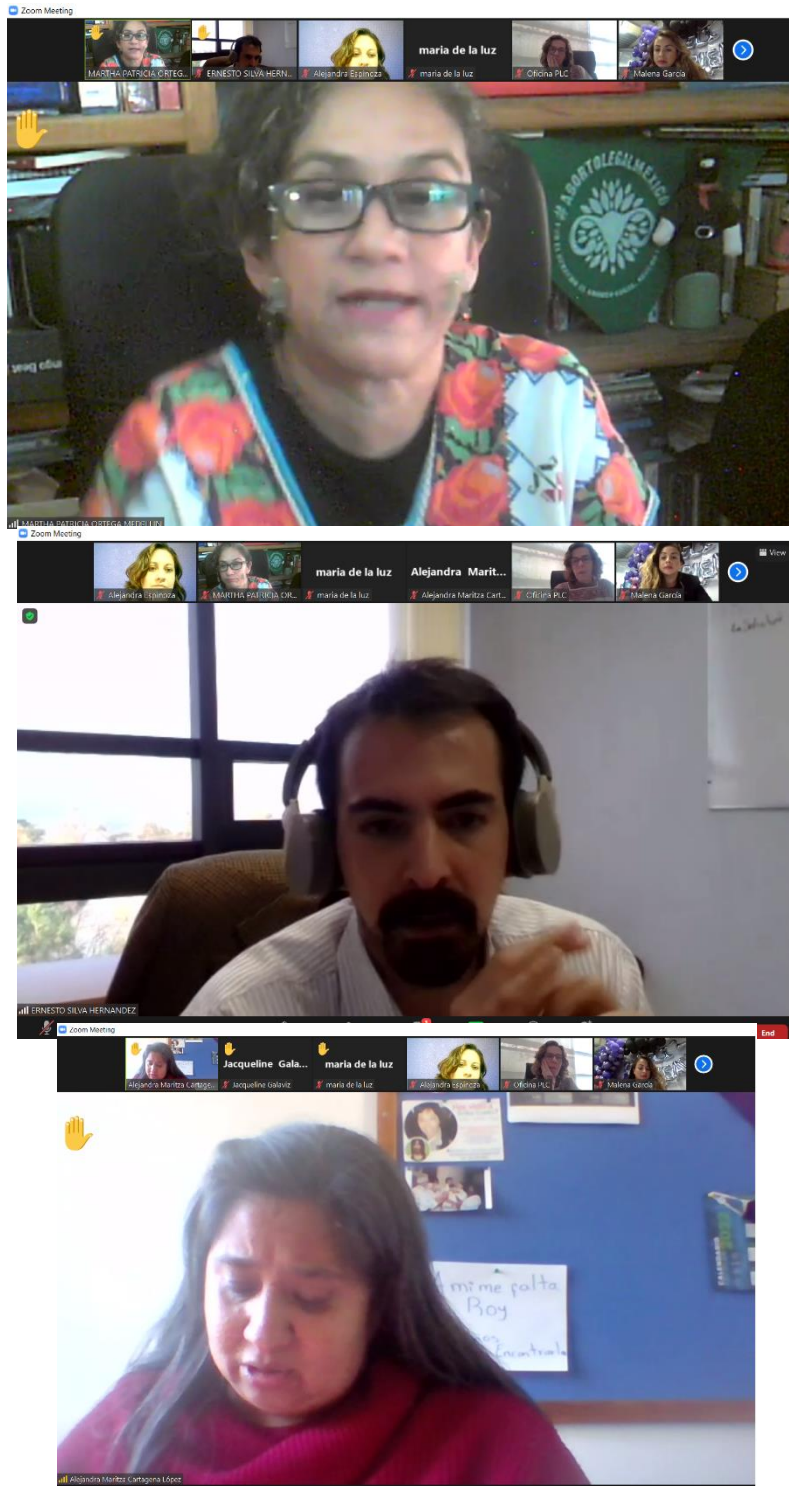 Zoom Meeting
MARTHA PATRICIA ORTEG...
ERNESTO SILVA HERN...
Alejandra Espinoza
maria de la luz
maria de la luz
Oficina PLC
Malena García
#ABORTOLEGALMEXICO
MARTHA PATRICIA ORTEGA MEDELLIN
Zoom Meeting
View
Alejandra Espinoza
MARTHA PATRICIA OR...
maria de la luz
maria de la luz
Alejandra Marit...
Alejandra Maritza Cart...
Oficina PLC
Malena García
ERNESTO SILVA HERNANDEZ
End
Zoom Meeting
Alejandra Maritza Cartage...
Jacqueline Gala...
Jacqueline Galaviz
maria de la luz
maria de la luz
Alejandra Espinoza
Oficina PLC
Malena García
CALENDARIO
A mi me falta
Roy
Encontrarlo
Alejandra Maritza Cartagena López